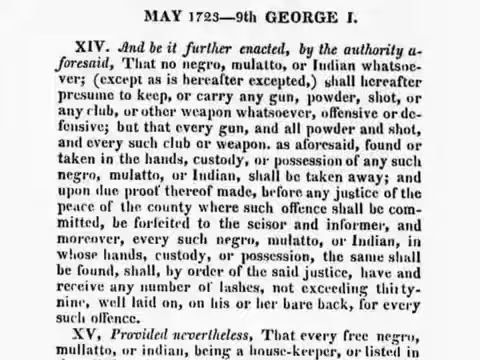 MAY 1723—9th GEORGE I.
XIV. And be it further enacted, by the authority a-
foresaid, That no negro, mulatto, or Indian whatsoe-
ver; (except as is hereafter excepted,) shall hereafter
presume to keep, or carry any gun, powder, shot, or
any club, or other weapon whatsoever, offensive or de-
fensive; but that every gun, and all powder and shot,
and every such club or weapon. as aforesaid, found or
taken in the hands, custody, or possession of any such
negro, mulatto, or Indian, shall be taken away; and
upon due proof thereof made, before any justice of the
peace of the county where such offence shall be com-
mitted, be forfeited to the seisor and informer, and
moreover, every such negro, mulatto, or Indian, in
whose hands, custody, or possession, the same shall
be found, shall, by order of the said justice, have and
receive any number of lashes, not exceeding thirty-
nine, well laid on, on his or her bare back, for every
such offence.
XV, Provided nevertheless, That every free negro,
mullatto, or indian, being a house-keeper, or listed in